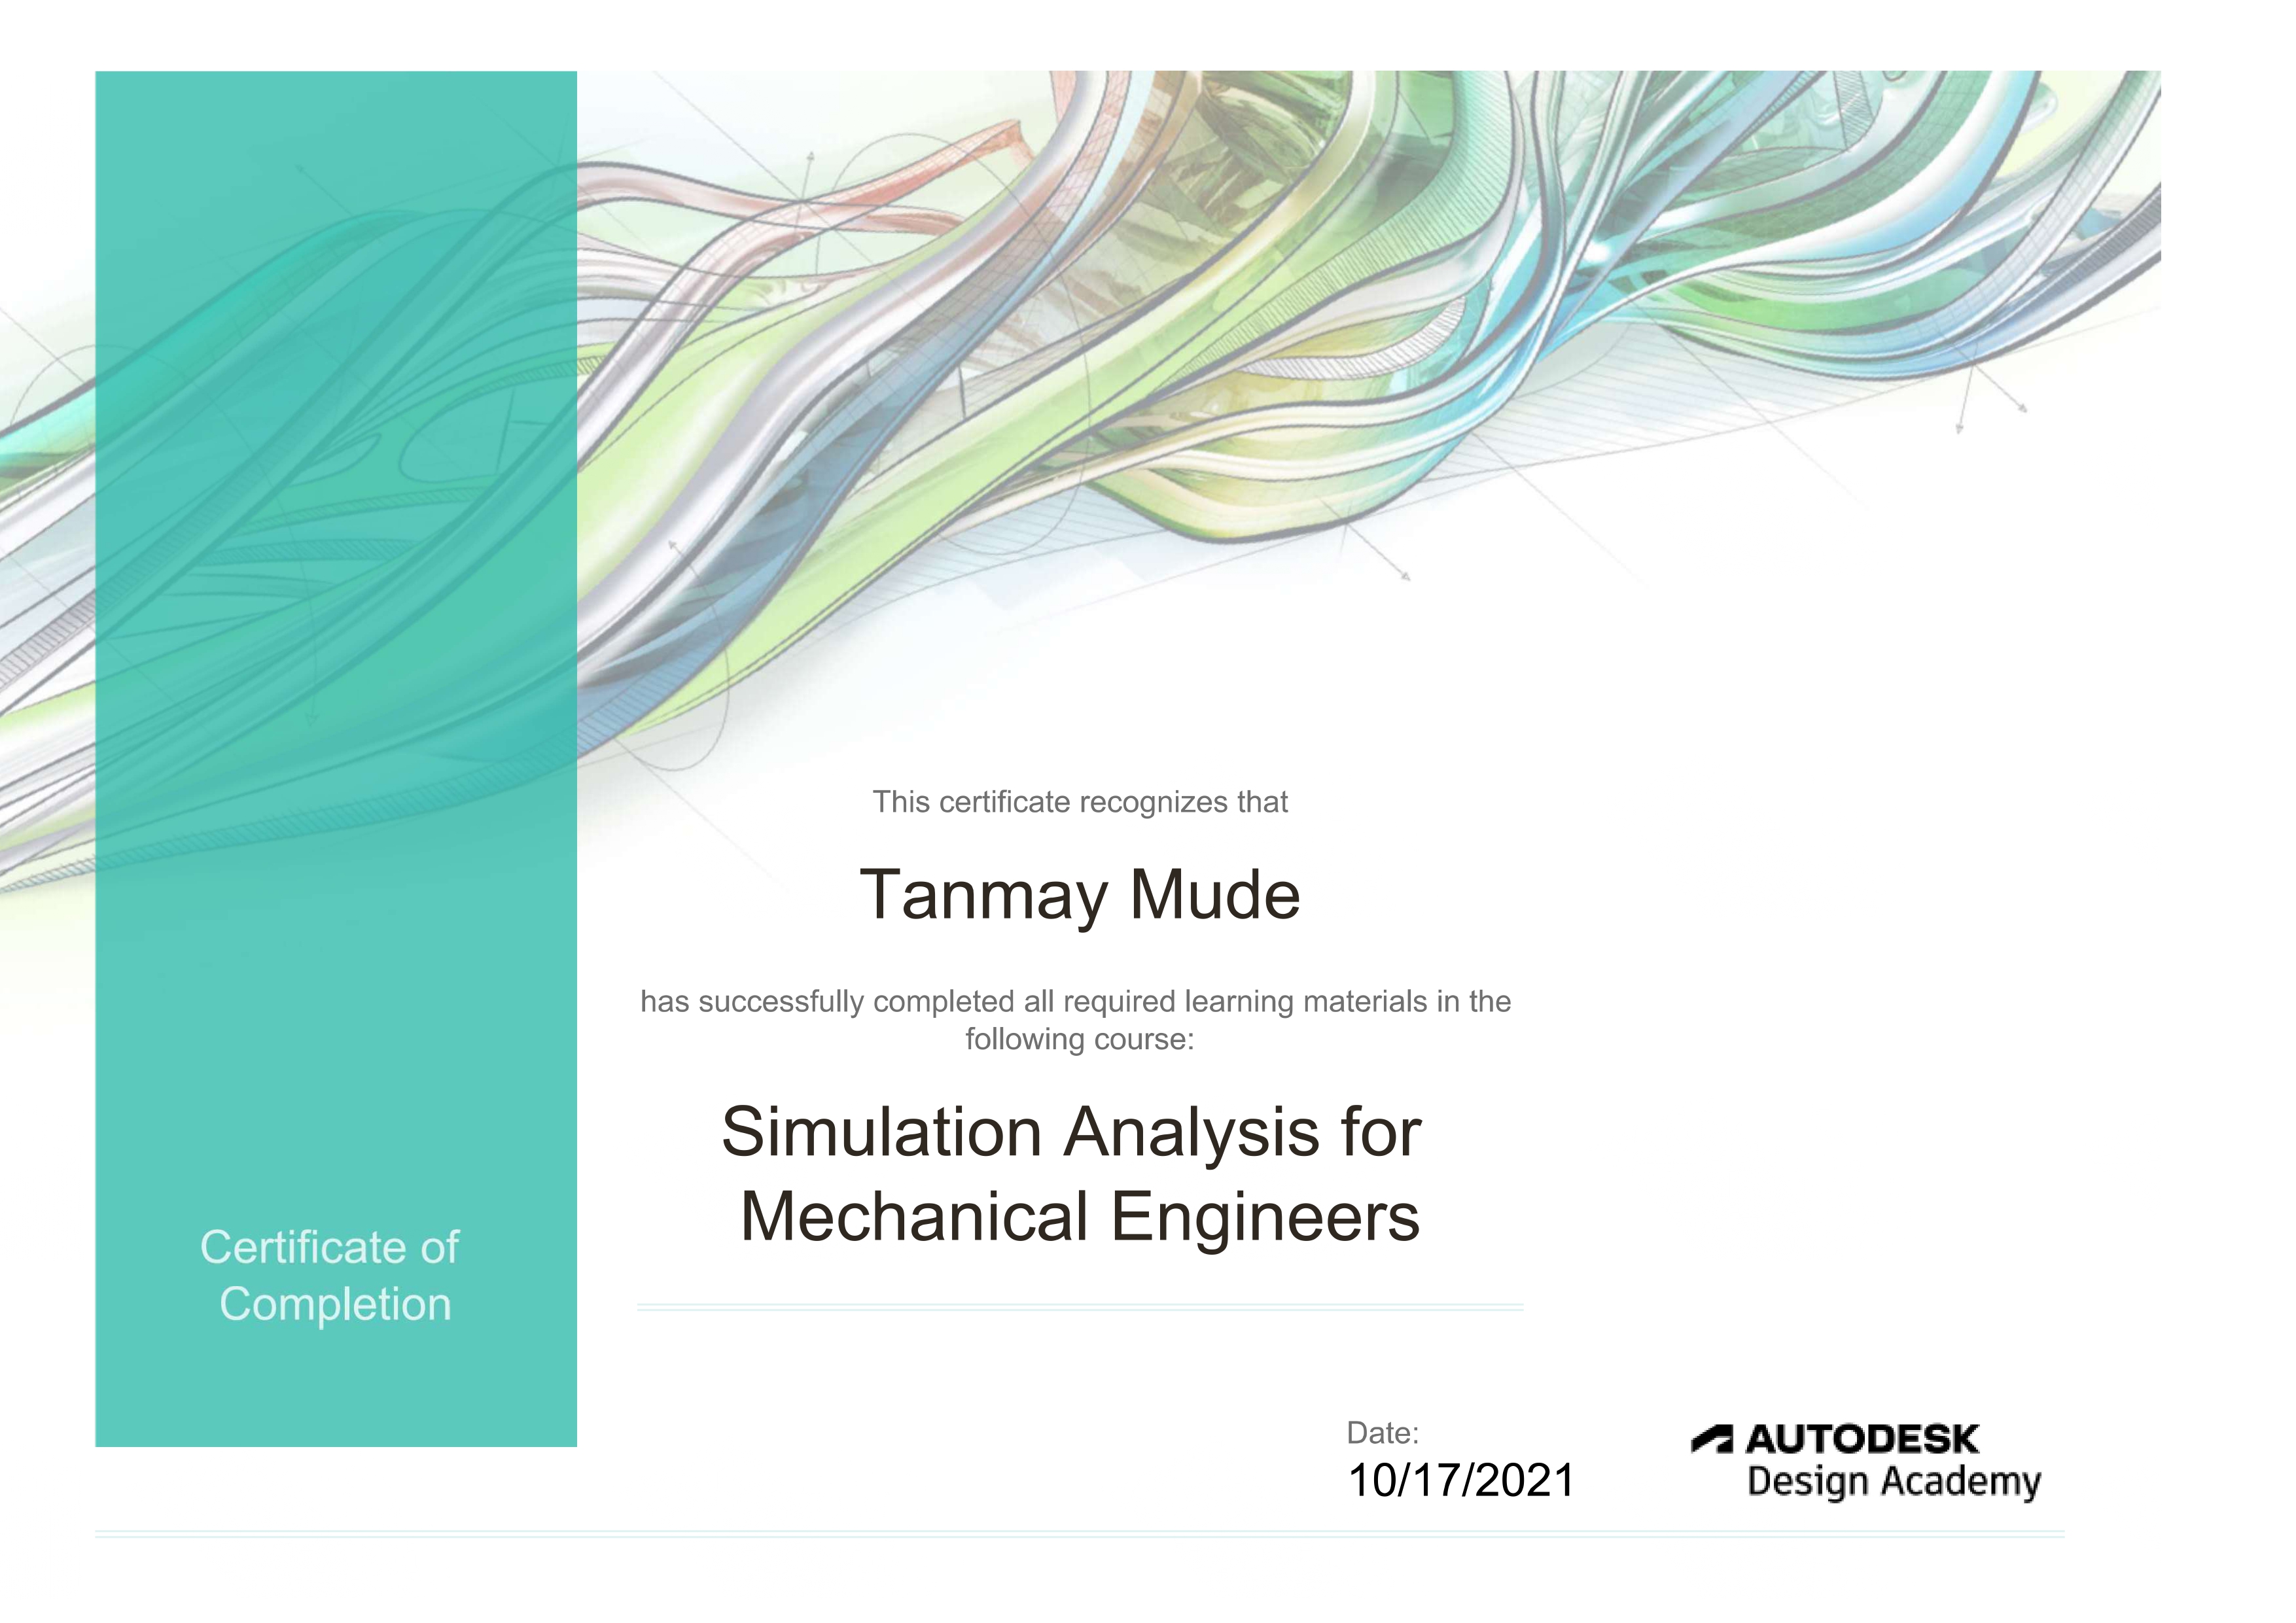 This certificate recognizes that
Tanmay Mude
has successfully completed all required learning materials in the
following course:
Simulation Analysis for
Mechanical Engineers
Certificate of
Completion
Date:
10/17/2021
AUTODESK
Design Academy